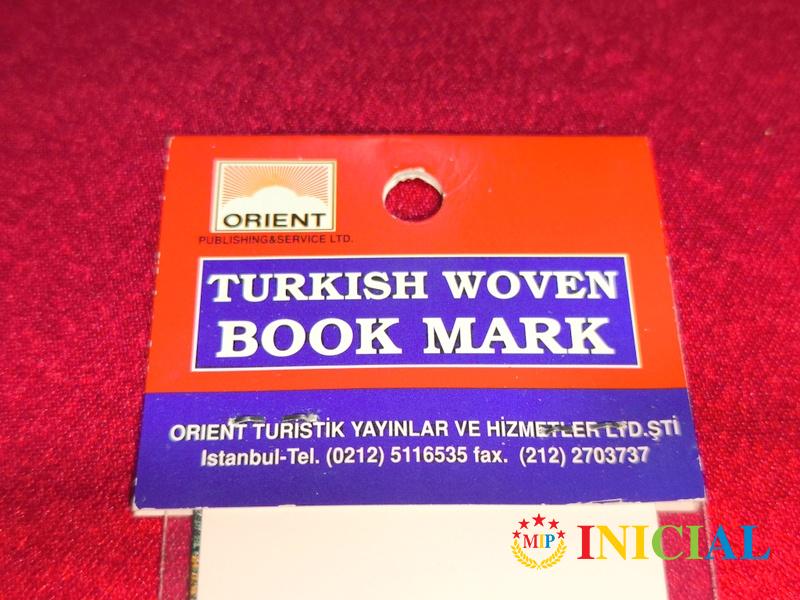 ORIENT
PUBLISHING&SERVICE LTD.
TURKISH WOVEN
BOOK MARK
ORIENT TURİSTİK YAYINLAR VE HİZMETLER LTD.ŞTİ
Istanbul-Tel. (0212) 5116535 fax. (212) 2703737
MIP INICIAL